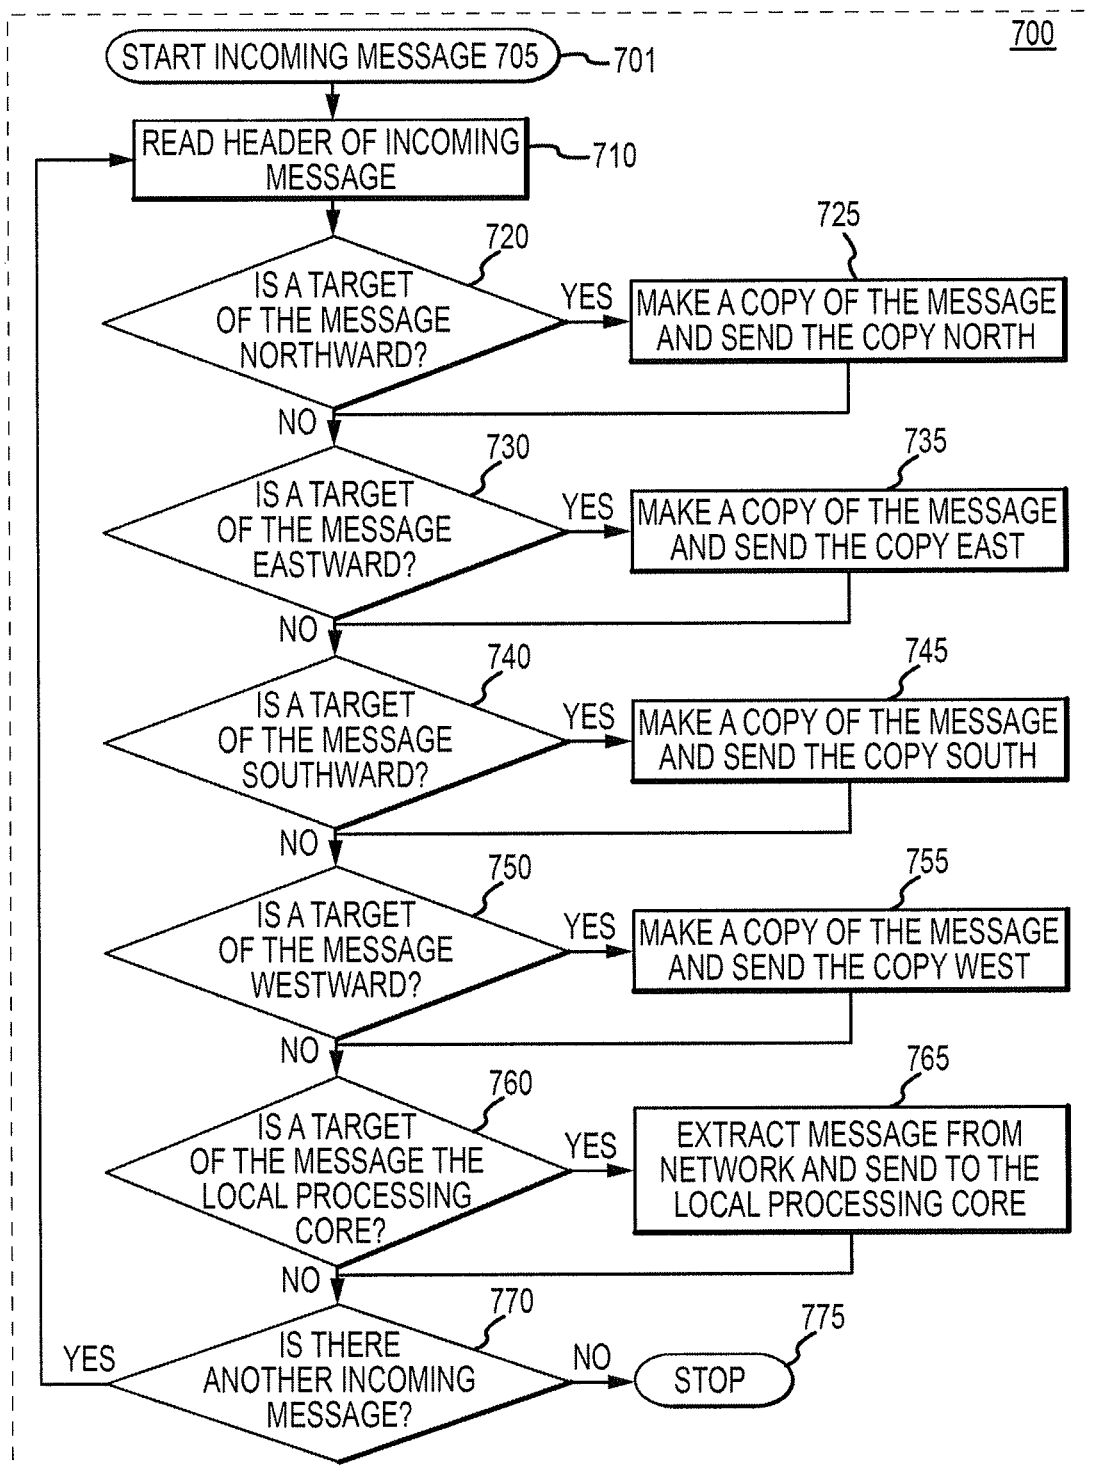 700
START INCOMING MESSAGE 705
701
READ HEADER OF INCOMING
MESSAGE
710
720
IS A TARGET
OF THE MESSAGE
NORTHWARD?
YES
725
MAKE A COPY OF THE MESSAGE
AND SEND THE COPY NORTH
NO
730
IS A TARGET
OF THE MESSAGE
EASTWARD?
YES
735
MAKE A COPY OF THE MESSAGE
AND SEND THE COPY EAST
NO
740
IS A TARGET
OF THE MESSAGE
SOUTHWARD?
YES
745
MAKE A COPY OF THE MESSAGE
AND SEND THE COPY SOUTH
NO
750
IS A TARGET
OF THE MESSAGE
WESTWARD?
YES
755
MAKE A COPY OF THE MESSAGE
AND SEND THE COPY WEST
NO
760
IS A TARGET
OF THE MESSAGE THE
LOCAL PROCESSING
CORE?
YES
765
EXTRACT MESSAGE FROM
NETWORK AND SEND TO THE
LOCAL PROCESSING CORE
NO
770
IS THERE
ANOTHER INCOMING
MESSAGE?
YES
NO
775
STOP